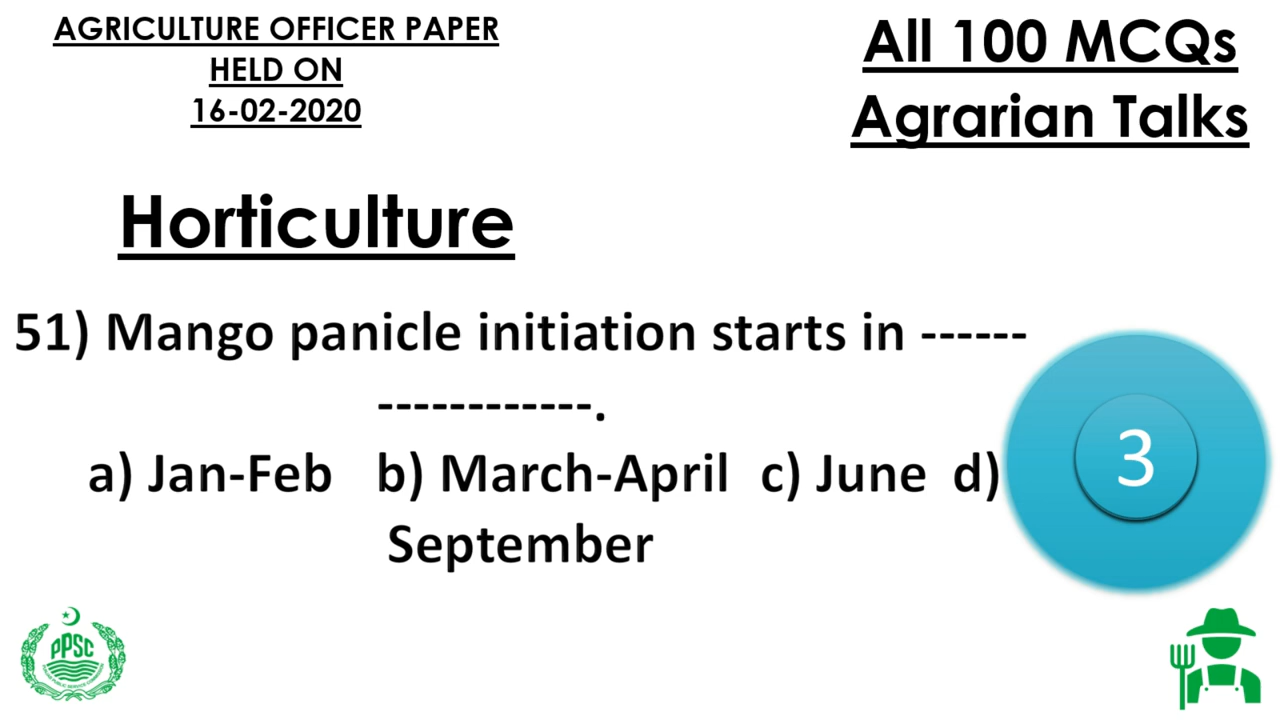 AGRICULTURE OFFICER PAPER
HELD ON
16-02-2020
All 100 MCQs
Agrarian Talks
Horticulture
51) Mango panicle initiation starts in ------
------------.
a) Jan-Feb b) March-April c) June d)
September
3
PPSC